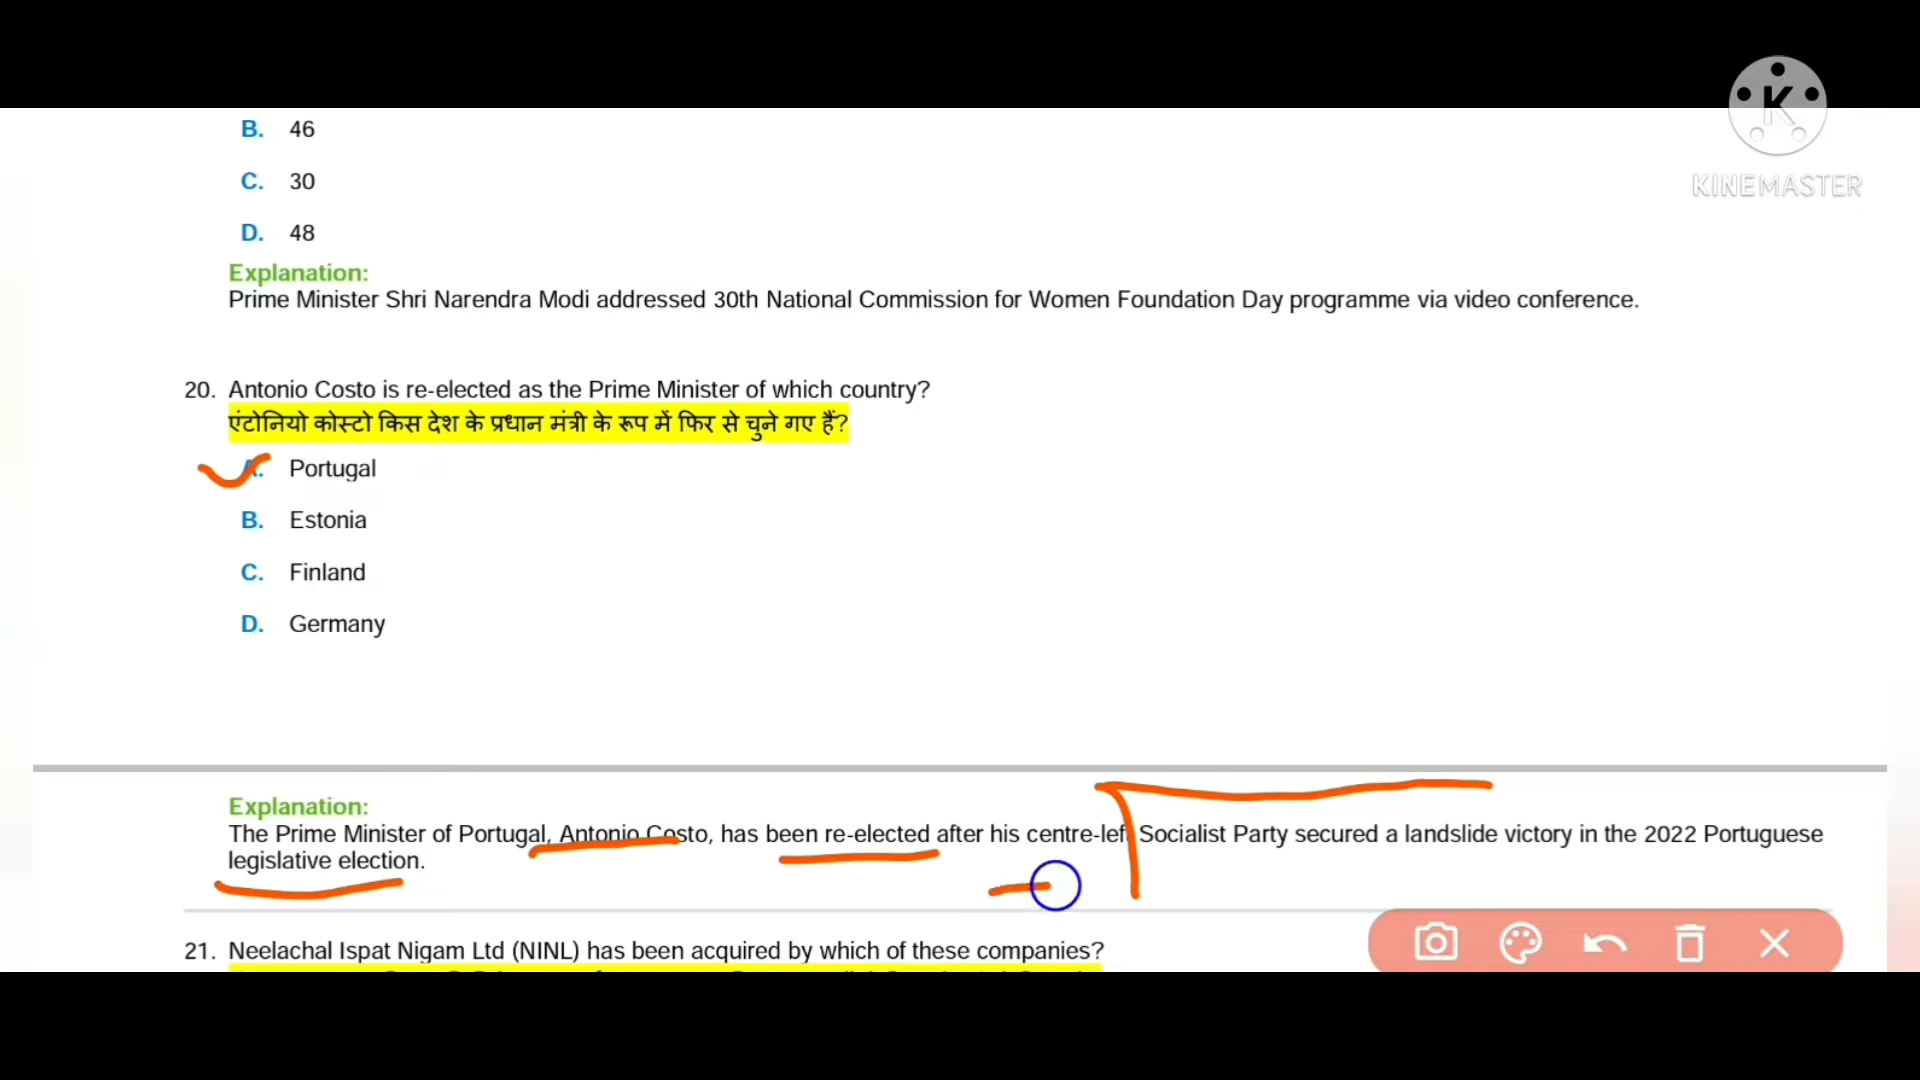 B. 46
KINEMASTER
C. 30
D. 48
Explanation:
Prime Minister Shri Narendra Modi addressed 30th National Commission for Women Foundation Day programme via video conference.
20. Antonio Costo is re-elected as the Prime Minister of which country?
एंटोनियो कोस्टो किस देश के प्रधान मंत्री के रूप में फिर से चुने गए हैं?
A. Portugal
B. Estonia
C. Finland
D. Germany
Explanation:
The Prime Minister of Portugal, Antonio Costo, has been re-elected after his centre-left Socialist Party secured a landslide victory in the 2022 Portuguese
legislative election.
21. Neelachal Ispat Nigam Ltd (NINL) has been acquired by which of these companies?